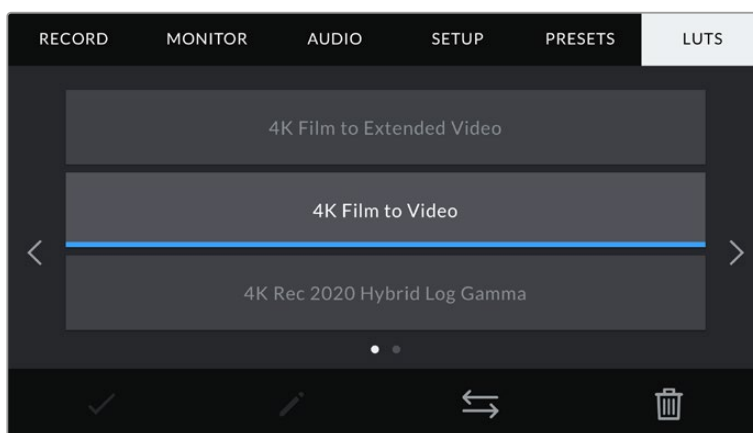 RECORD MONITOR AUDIO SETUP PRESETS LUTS
4K Film to Extended Video
4K Film to Video
4K Rec 2020 Hybrid Log Gamma